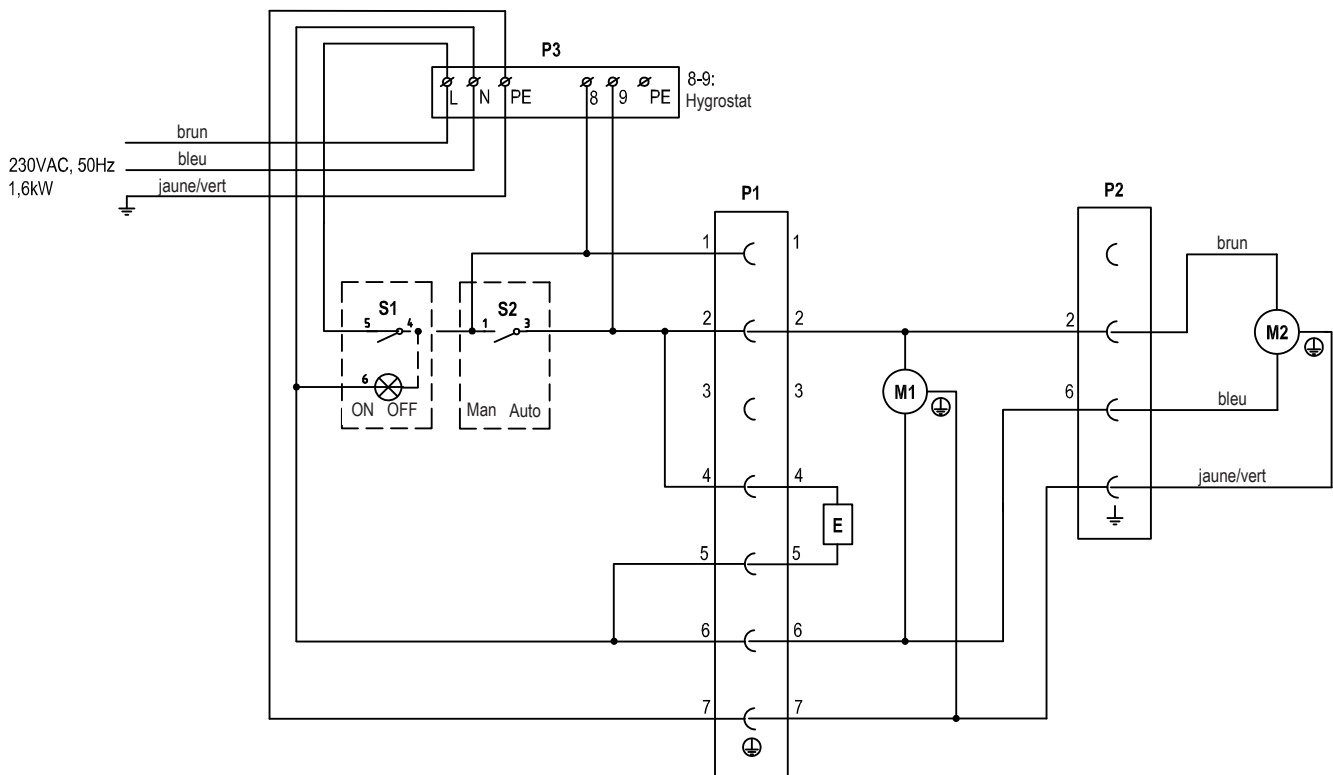 P3
L N PE 8 9 PE
8-9:
Hygrostat
230VAC, 50Hz
1,6kW
brun
bleu
jaune/vert
P1
P2
1 1
2 2
3 3
4 4
5 5
6 6
7 7
S1
5 4
6
ON OFF
S2
1 3
Man Auto
M1
E
2
6
brun
M2
bleu
jaune/vert